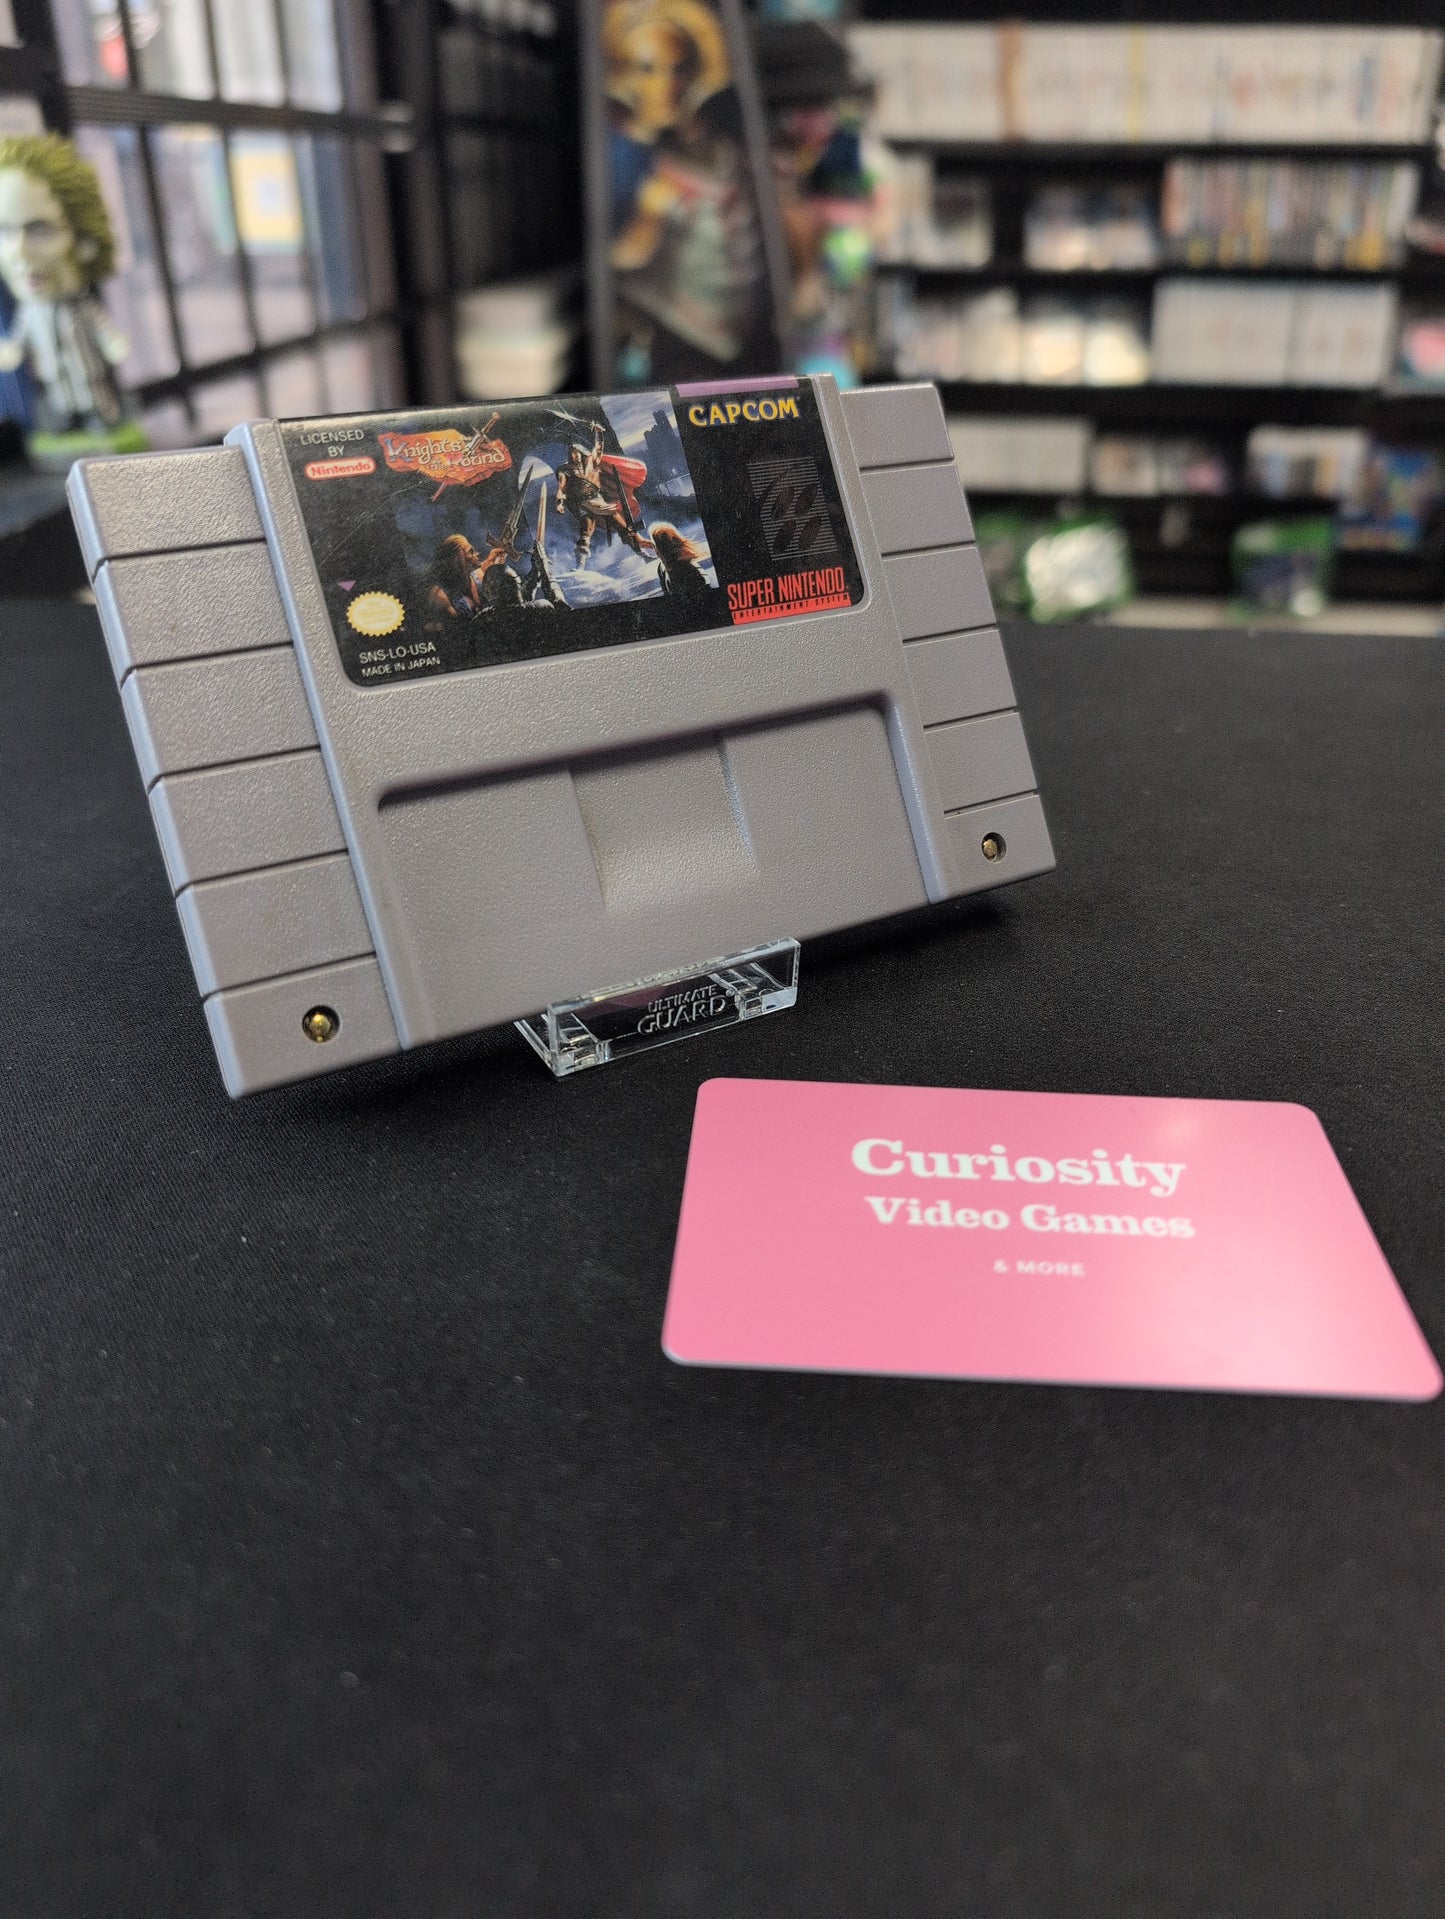 LICENSED
BY
Nintendo
Knights
of the Round
CAPCOM
SUPER NINTENDO
ENTERTAINMENT SYSTEM
SNS-LO-USA
MADE IN JAPAN
ULTIMATE
GUARD
Curiosity
Video Games
& MORE